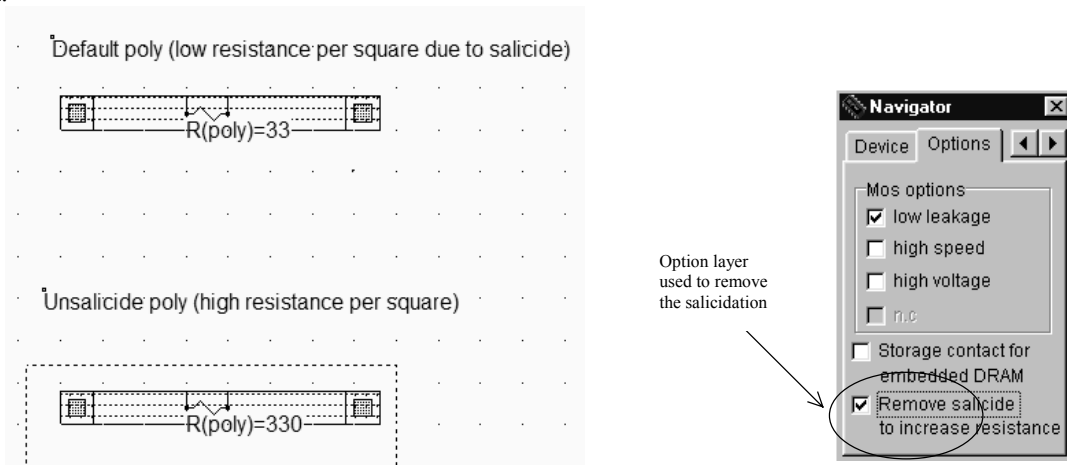 Default poly (low resistance per square due to salicide)
R(poly)=33
Unsalicide poly (high resistance per square)
R(poly)=330
Option layer
used to remove
the salicidation
Navigator
Device Options
Mos options
low leakage
high speed
high voltage
n.c
Storage contact for
embedded DRAM
Remove salicide
to increase resistance